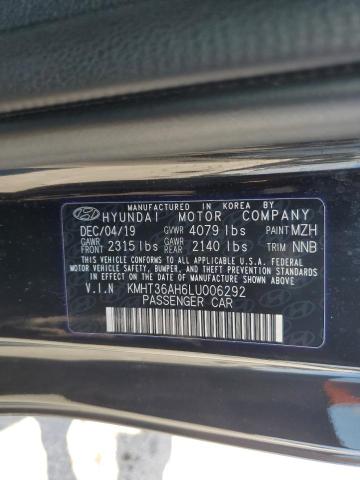 MANUFACTURED IN KOREA BY
HYUNDAI MOTOR COMPANY
DEC/04/19 GVWR 4079 lbs PAINT MZH
GAWR FRONT 2315 lbs GAWR REAR 2140 lbs TRIM NNB
THIS VEHICLE CONFORMS TO ALL APPLICABLE U.S.A. FEDERAL
MOTOR VEHICLE SAFETY, BUMPER, AND THEFT PREVENTION
STANDARDS IN EFFECT ON THE DATE OF MANUFACTURE SHOWN ABOVE.
V.I.N KMHT36AH6LU006292
PASSENGER CAR